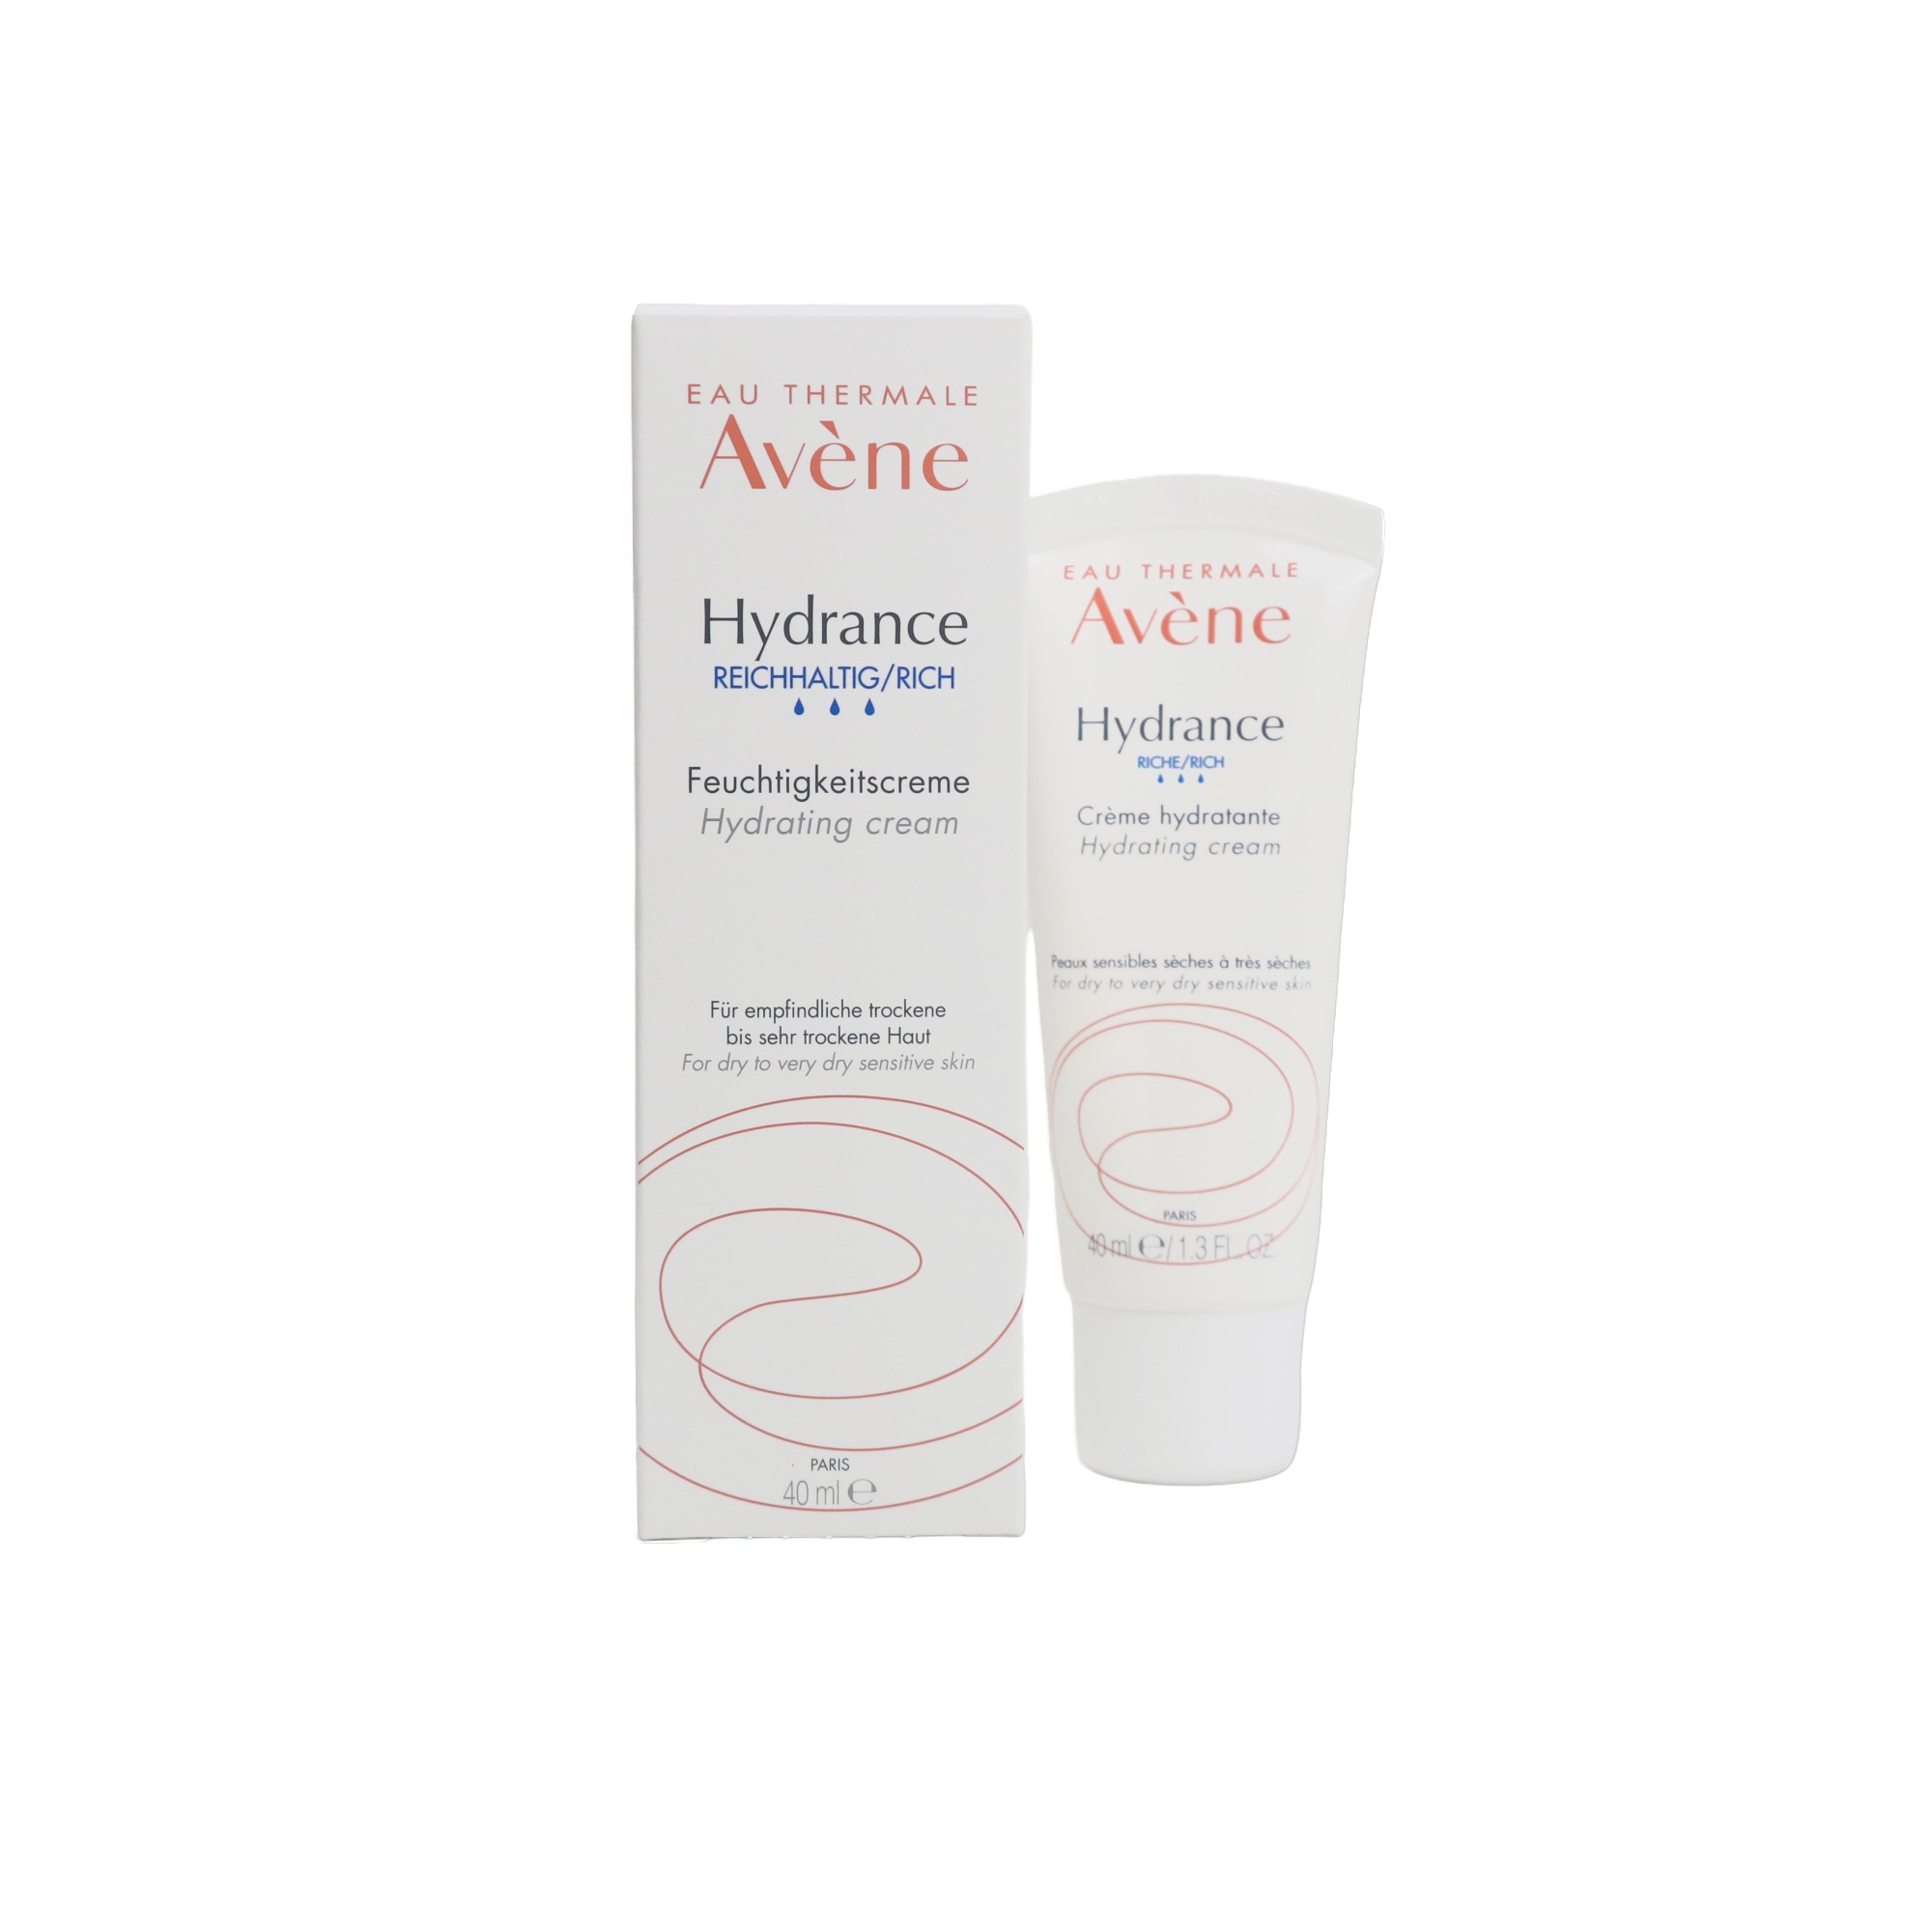 EAU THERMALE
Avène
Hydrance
REICHHALTIG/RICH
Feuchtigkeitscreme
Hydrating cream
Für empfindliche trockene
bis sehr trockene Haut
For dry to very dry sensitive skin
PARIS
40 ml ℮
EAU THERMALE
Avène
Hydrance
RICHE/RICH
Crème hydratante
Hydrating cream
Peaux sensibles sèches à très sèches
For dry to very dry sensitive skin
PARIS
40 ml ℮/ 1.3 FL. OZ.